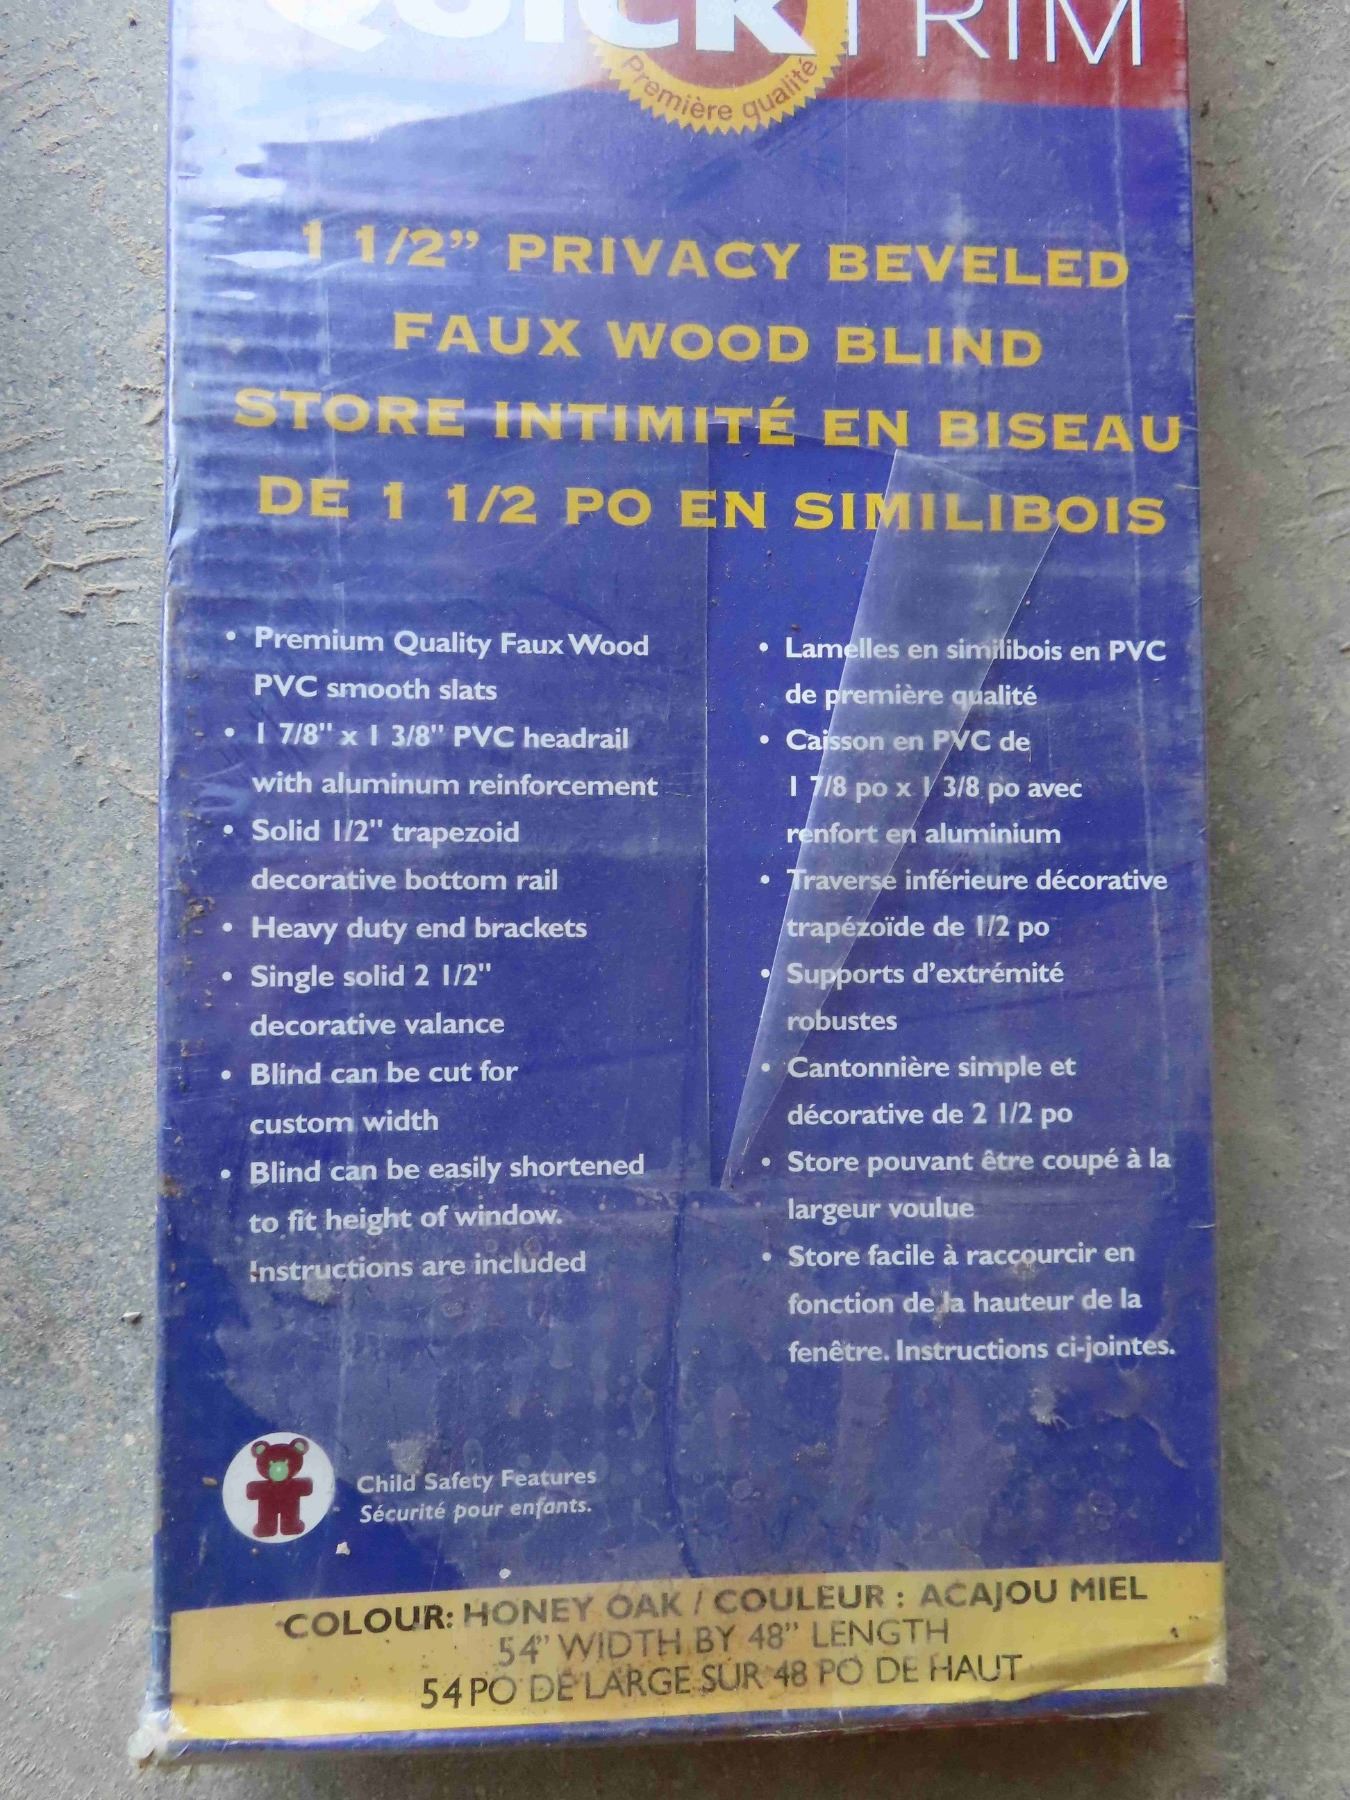 QUICK TRIM
Première qualité
1 1/2” PRIVACY BEVELED
FAUX WOOD BLIND
STORE INTIMITÉ EN BISEAU
DE 1 1/2 PO EN SIMILIBOIS
• Premium Quality Faux Wood
PVC smooth slats
• 1 7/8" x 1 3/8" PVC headrail
with aluminum reinforcement
• Solid 1/2" trapezoid
decorative bottom rail
• Heavy duty end brackets
• Single solid 2 1/2"
decorative valance
• Blind can be cut for
custom width
• Blind can be easily shortened
to fit height of window.
Instructions are included
• Lamelles en similibois en PVC
de première qualité
• Caisson en PVC de
1 7/8 po x 1 3/8 po avec
renfort en aluminium
• Traverse inférieure décorative
trapézoïde de 1/2 po
• Supports d’extrémité
robustes
• Cantonnière simple et
décorative de 2 1/2 po
• Store pouvant être coupé à la
largeur voulue
• Store facile à raccourcir en
fonction de la hauteur de la
fenêtre. Instructions ci-jointes.
Child Safety Features
Sécurité pour enfants.
COLOUR: HONEY OAK / COULEUR : ACAJOU MIEL
54” WIDTH BY 48” LENGTH
54 PO DE LARGE SUR 48 PO DE HAUT